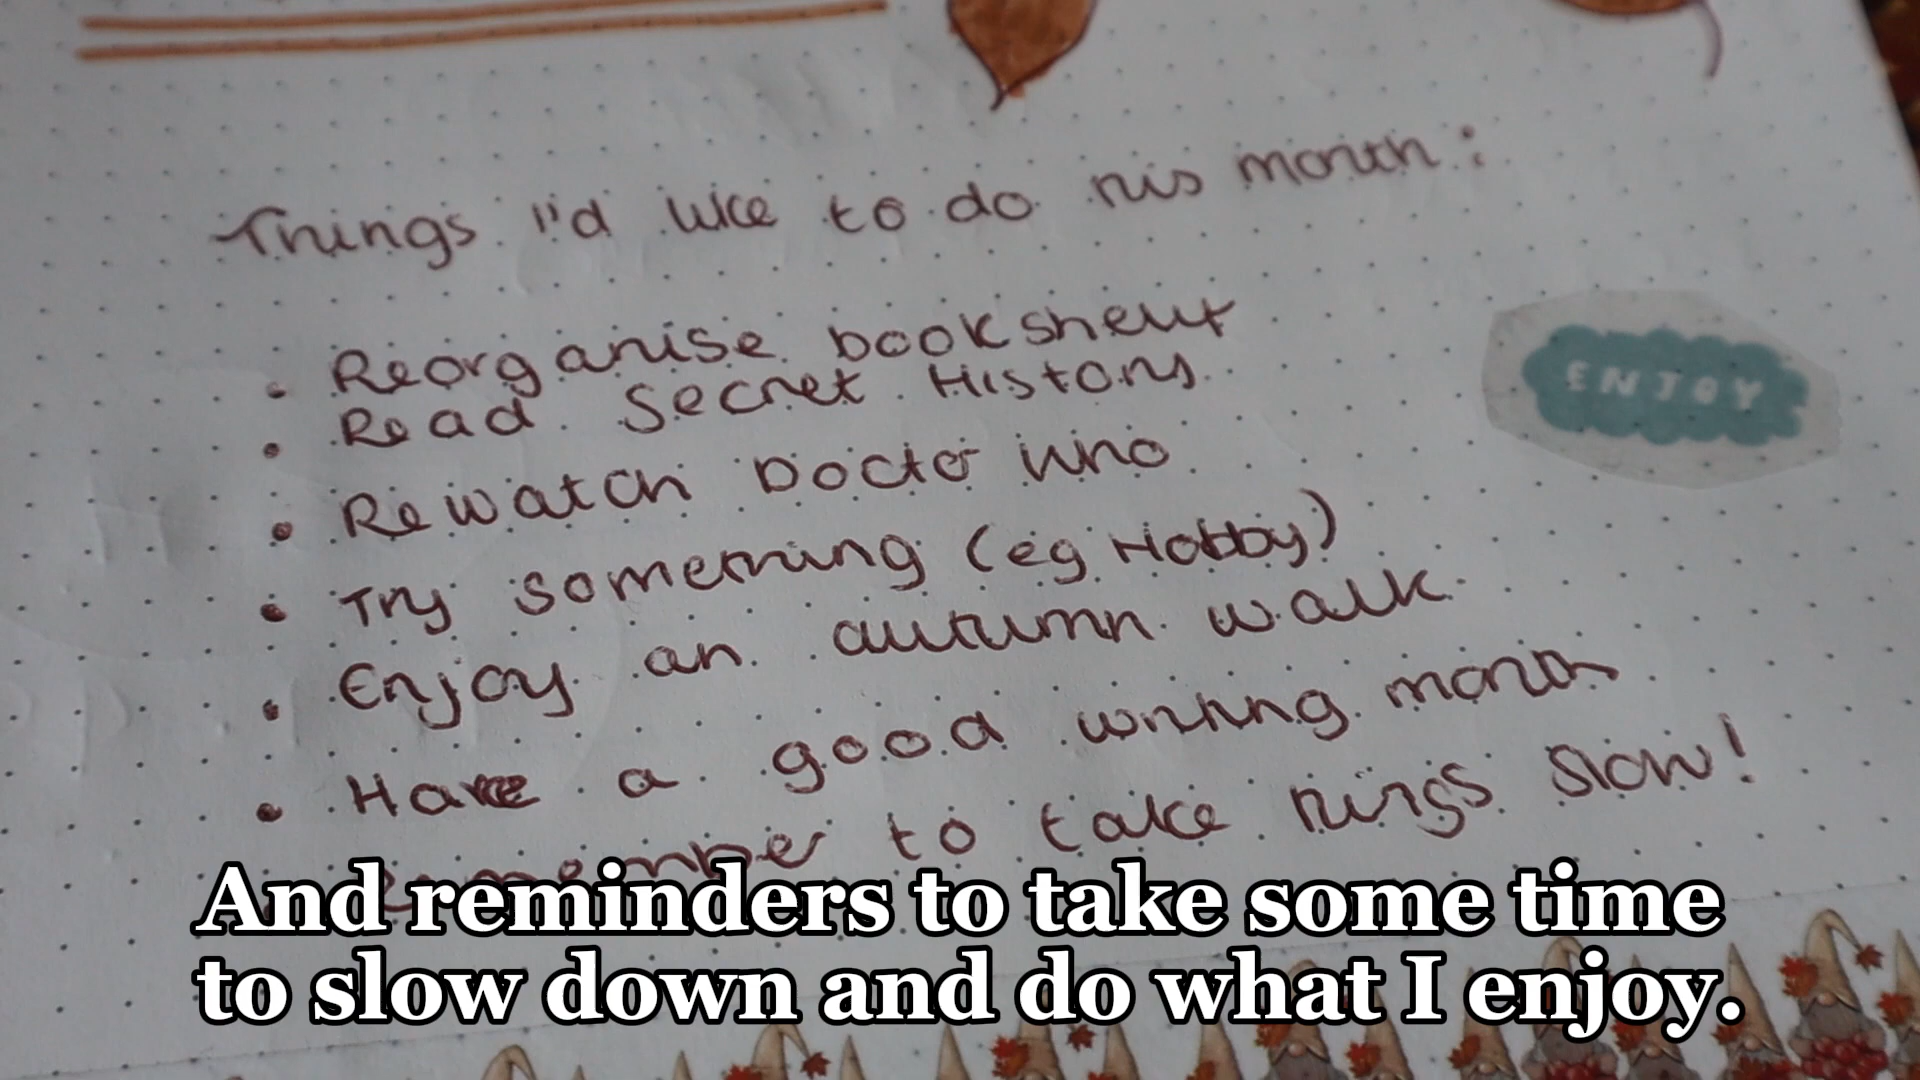 Things I'd like to do this month:
• Reorganise bookshelf
• Read Secret History
• Rewatch Doctor Who
• Try something (eg Hobby)
• Enjoy an autumn walk
• Have a good writing month
Remember to take things slow!
ENJOY
And reminders to take some time
to slow down and do what I enjoy.